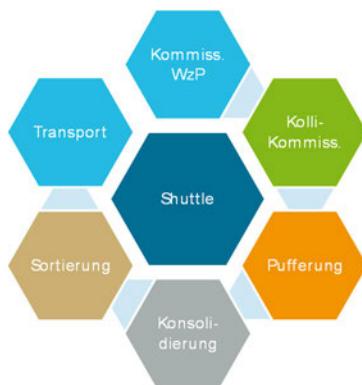 Kommiss.
WzP
Transport
Kolli-
Kommiss.
Shuttle
Sortierung
Pufferung
Konsoli-
dierung